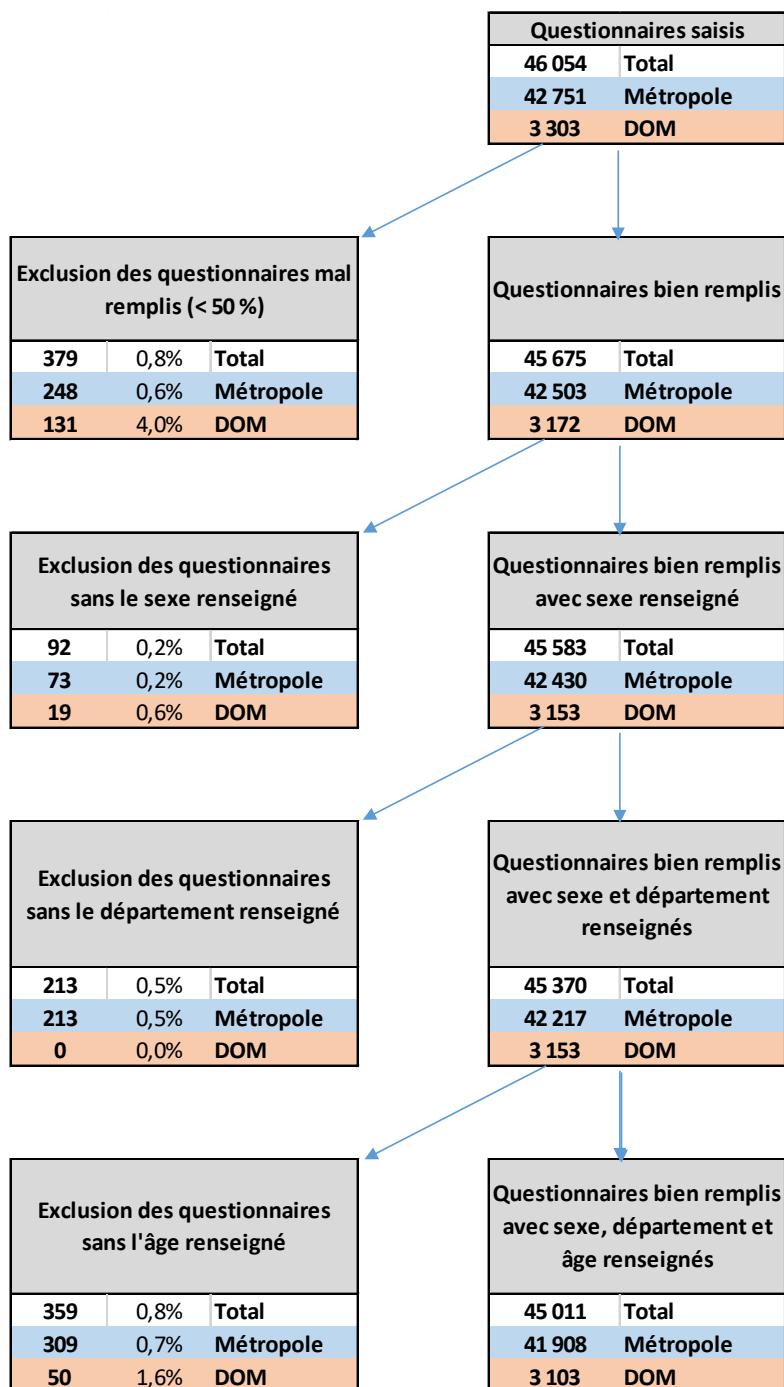 Questionnaires saisis
46 054 Total
42 751 Métropole
3 303 DOM
Exclusion des questionnaires mal
remplis (< 50 %)
379 0,8% Total
248 0,6% Métropole
131 4,0% DOM
Questionnaires bien remplis
45 675 Total
42 503 Métropole
3 172 DOM
Exclusion des questionnaires
sans le sexe renseigné
92 0,2% Total
73 0,2% Métropole
19 0,6% DOM
Questionnaires bien remplis
avec sexe renseigné
45 583 Total
42 430 Métropole
3 153 DOM
Exclusion des questionnaires
sans le département renseigné
213 0,5% Total
213 0,5% Métropole
0 0,0% DOM
Questionnaires bien remplis
avec sexe et département
renseignés
45 370 Total
42 217 Métropole
3 153 DOM
Exclusion des questionnaires
sans l'âge renseigné
359 0,8% Total
309 0,7% Métropole
50 1,6% DOM
Questionnaires bien remplis
avec sexe, département et
âge renseignés
45 011 Total
41 908 Métropole
3 103 DOM